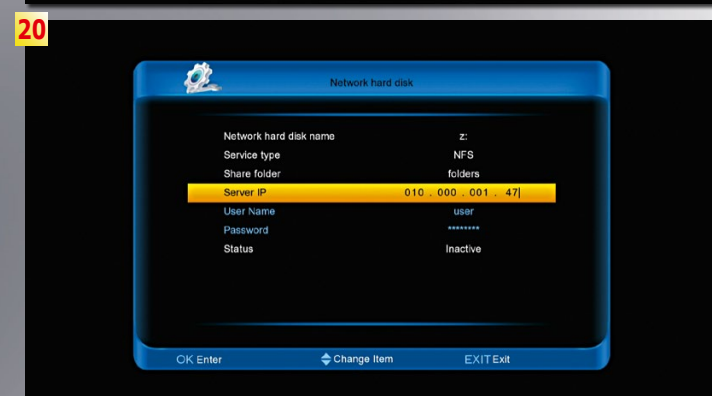 20
Network hard disk
Network hard disk name z:
Service type NFS
Share folder folders
Server IP 010 . 000 . 001 . 47
User Name user
Password ********
Status Inactive
OK Enter Change Item EXIT Exit